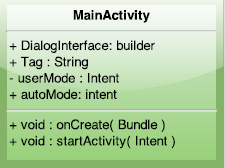 MainActivity
+ DialogInterface: builder
+ Tag : String
- userMode : Intent
+ autoMode: intent
+ void : onCreate( Bundle )
+ void : startActivity( Intent )